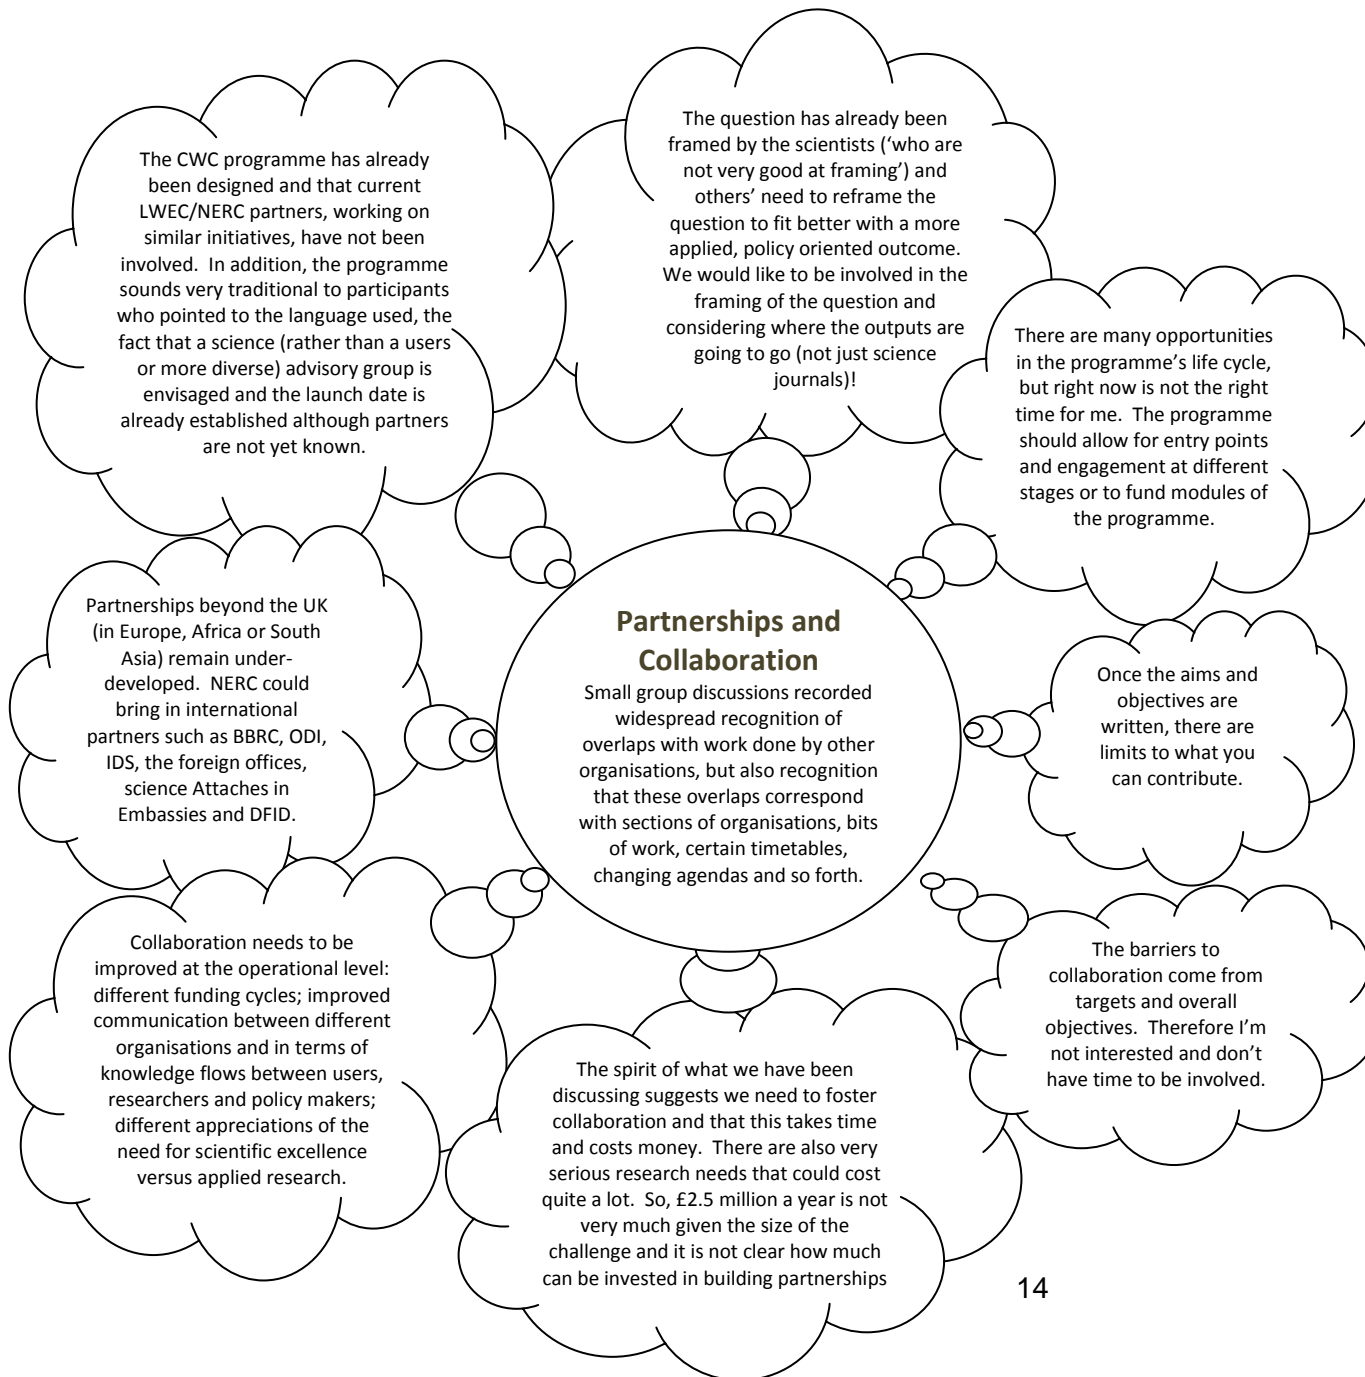 The CWC programme has already
been designed and that current
LWEC/NERC partners, working on
similar initiatives, have not been
involved.  In addition, the programme
sounds very traditional to participants
who pointed to the language used, the
fact that a science (rather than a users
or more diverse) advisory group is
envisaged and the launch date is
already established although partners
are not yet known.
The question has already been
framed by the scientists (‘who are
not very good at framing’) and
others’ need to reframe the
question to fit better with a more
applied, policy oriented outcome.
We would like to be involved in the
framing of the question and
considering where the outputs are
going to go (not just science
journals)!
There are many opportunities
in the programme’s life cycle,
but right now is not the right
time for me.  The programme
should allow for entry points
and engagement at different
stages or to fund modules of
the programme.
Partnerships beyond the UK
(in Europe, Africa or South
Asia) remain under-
developed.  NERC could
bring in international
partners such as BBRC, ODI,
IDS, the foreign offices,
science Attaches in
Embassies and DFID.
Partnerships and
Collaboration
Small group discussions recorded
widespread recognition of
overlaps with work done by other
organisations, but also recognition
that these overlaps correspond
with sections of organisations, bits
of work, certain timetables,
changing agendas and so forth.
Once the aims and
objectives are
written, there are
limits to what you
can contribute.
Collaboration needs to be
improved at the operational level:
different funding cycles; improved
communication between different
organisations and in terms of
knowledge flows between users,
researchers and policy makers;
different appreciations of the
need for scientific excellence
versus applied research.
The spirit of what we have been
discussing suggests we need to foster
collaboration and that this takes time
and costs money.  There are also very
serious research needs that could cost
quite a lot.  So, £2.5 million a year is not
very much given the size of the
challenge and it is not clear how much
can be invested in building partnerships
The barriers to
collaboration come from
targets and overall
objectives.  Therefore I’m
not interested and don’t
have time to be involved.
14